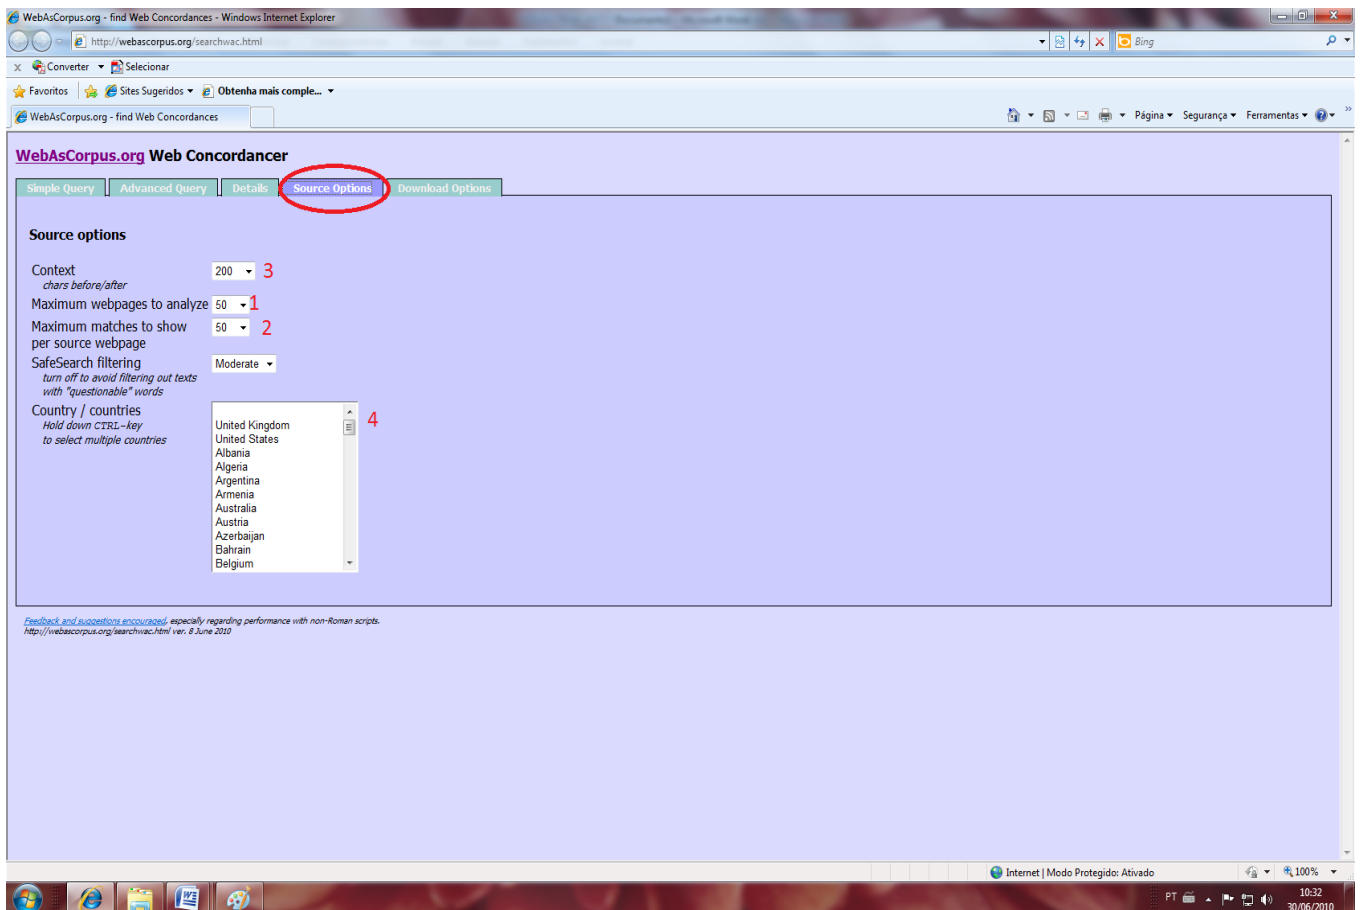 WebAsCorpus.org - find Web Concordances - Windows Internet Explorer
http://webascorpus.org/searchwac.html
Bing
x Converter Selecionar
Favoritos Sites Sugeridos Obtenha mais comple...
WebAsCorpus.org - find Web Concordances
Página Segurança Ferramentas
WebAsCorpus.org Web Concordancer
Simple Query Advanced Query Details Source Options Download Options
Source options
Context 200 3
chars before/after
Maximum webpages to analyze 50 1
Maximum matches to show 50 2
per source webpage
SafeSearch filtering Moderate
turn off to avoid filtering out texts
with "questionable" words
Country / countries 4
Hold down CTRL-key
to select multiple countries
United Kingdom
United States
Albania
Algeria
Argentina
Armenia
Australia
Austria
Azerbaijan
Bahrain
Belgium
Feedback and suggestions encouraged, especially regarding performance with non-Roman scripts.
http://webascorpus.org/searchwac.html ver. 8 June 2010
Internet | Modo Protegido: Ativado 100%
PT 10:32
30/06/2010